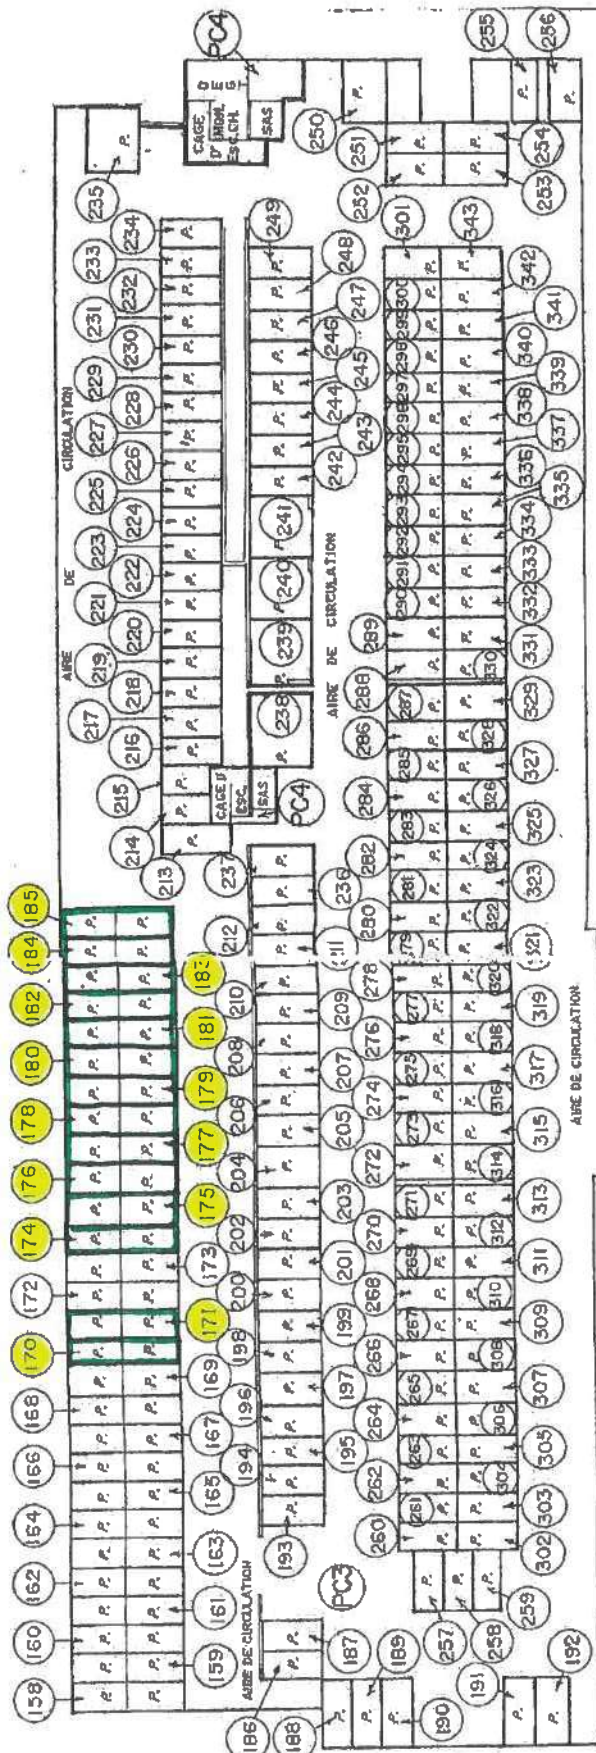 158 160 162 164 166 168 170 172 174 176 178 180 182 184 185
P. P. P. P. P. P. P. P. P. P. P. P. P. P. P. P. P. P. P. P. P. P. P. P. P. P. P. P.
P. P. P. P. P. P. P. P. P. P. P. P. P. P. P. P. P. P. P. P. P. P. P. P. P. P. P. P.
159 161 163 165 167 169 171 173 175 177 179 181 183
AIRE DE CIRCULATION
213 214 215 216 217 218 219 220 221 222 223 224 225 226 227 228 229 230 231 232 233 234 235
P. P. P. P. P. P. P. P. P. P. P. P. P. P. P. P. P. P. P. P. P. P. P.
CAGE D'
ESC.
SAS
PC4
CAGE
D'
ESC.CH.
MON.
DEGT
SAS
PC4
AIRE DE CIRCULATION
186 194 196 198 200 202 204 206 208 210 212 237 238 239 240 241 249
P. P. P. P. P. P. P. P. P. P. P. P. P. P. P. P. P. P. P. P. P. P. P. P. P. P. P. P. P. P. P. P. P. P. P. P.
187 193 195 197 199 201 203 205 207 209 211 236 242 243 244 245 246 247 248
PC3
AIRE DE CIRCULATION
188 189 190 191 192
P. P. P. P. P.
250 251 252 253 254 255 256
P. P. P. P. P. P. P.
257 258 259
P. P. P.
260 262 264 266 268 270 272 274 276 278 280 282 284 286 288 289 301
261 263 265 267 269 271 273 275 277 279 281 283 285 287 290 291 292 293 294 295 296 297 298 299 300
P. P. P. P. P. P. P. P. P. P. P. P. P. P. P. P. P. P. P. P. P. P. P. P. P. P. P. P. P. P. P. P. P. P. P. P. P. P. P. P. P. P.
P. P. P. P. P. P. P. P. P. P. P. P. P. P. P. P. P. P. P. P. P. P. P. P. P. P. P. P. P. P. P. P. P. P. P. P. P. P. P. P. P. P.
304 306 308 310 312 314 316 318 320 322 324 326 328 330 343
302 303 305 307 309 311 313 315 317 319 321 323 325 327 329 331 332 333 334 335 336 337 338 339 340 341 342
AIRE DE CIRCULATION